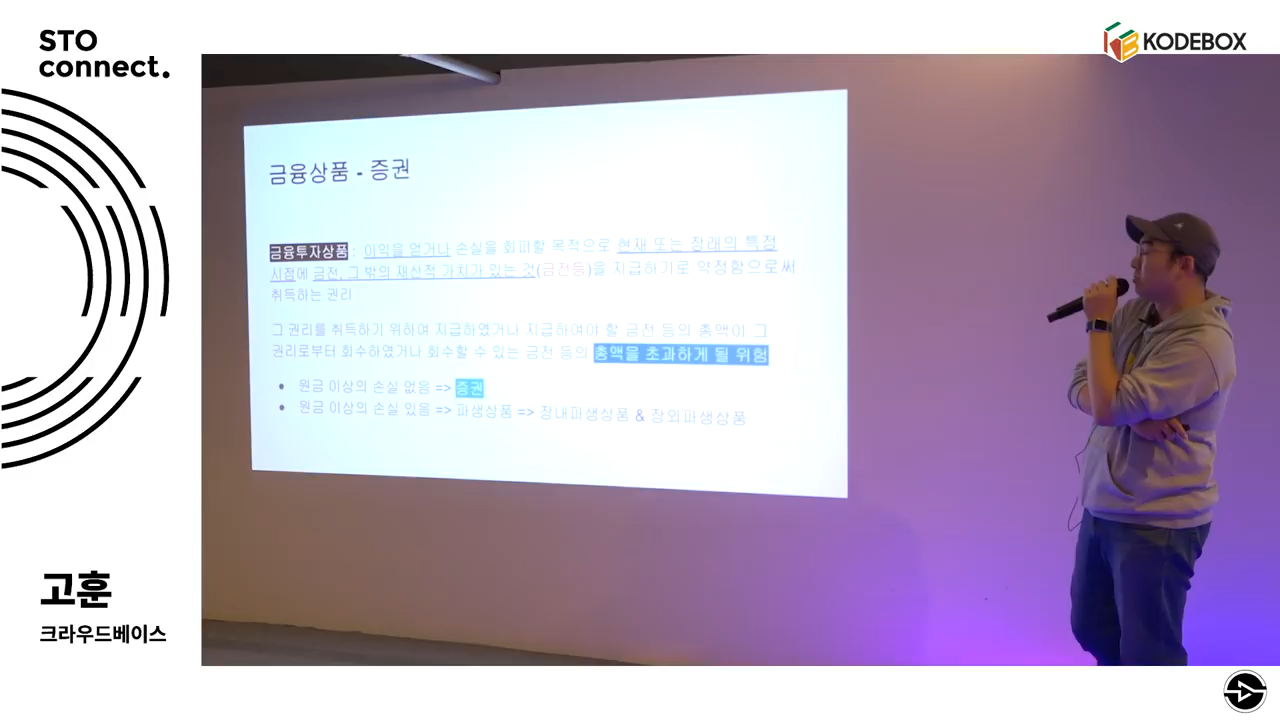 STO
connect.
KODEBOX
금융상품 - 증권
금융투자상품 : 이익을 얻거나 손실을 회피할 목적으로 현재 또는 장래의 특정
시점에 금전, 그 밖의 재산적 가치가 있는 것(금전등)을 지급하기로 약정함으로써
취득하는 권리
그 권리를 취득하기 위하여 지급하였거나 지급하여야 할 금전 등의 총액이 그
권리로부터 회수하였거나 회수할 수 있는 금전 등의 총액을 초과하게 될 위험
• 원금 이상의 손실 없음 => 증권
• 원금 이상의 손실 있음 => 파생상품 => 장내파생상품 & 장외파생상품
고훈
크라우드베이스